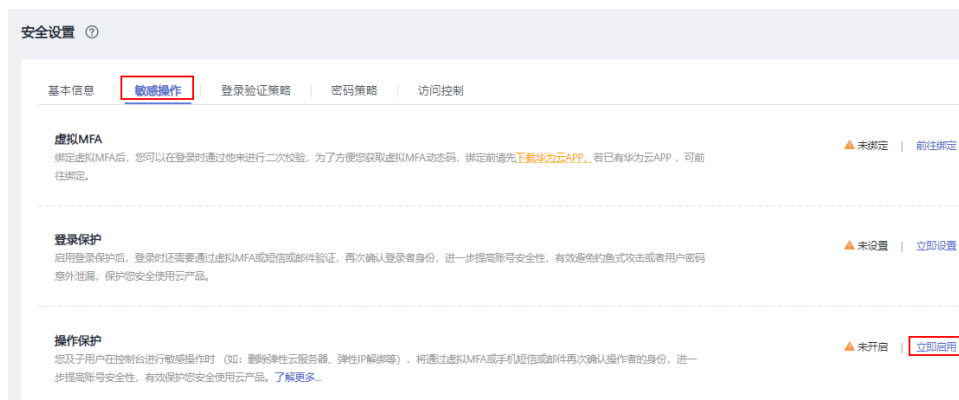 安全设置 ?
基本信息 | 敏感操作 | 登录验证策略 | 密码策略 | 访问控制
虚拟MFA
绑定虚拟MFA后，您可以在登录时通过他来进行二次校验，为了方便您获取虚拟MFA动态码，绑定前请先下载华为云APP，若已有华为云APP ，可前
往绑定。
未绑定 | 前往绑定
登录保护
启用登录保护后，登录时还需要通过虚拟MFA或短信或邮件验证，再次确认登录者身份，进一步提高账号安全性，有效避免钓鱼式攻击或者用户密码
意外泄漏，保护您安全使用云产品。
未设置 | 立即设置
操作保护
您及子用户在控制台进行敏感操作时 （如：删除弹性云服务器、弹性IP解绑等），将通过虚拟MFA或手机短信或邮件再次确认操作者的身份，进一
步提高账号安全性，有效保护您安全使用云产品。了解更多...
未开启 | 立即启用